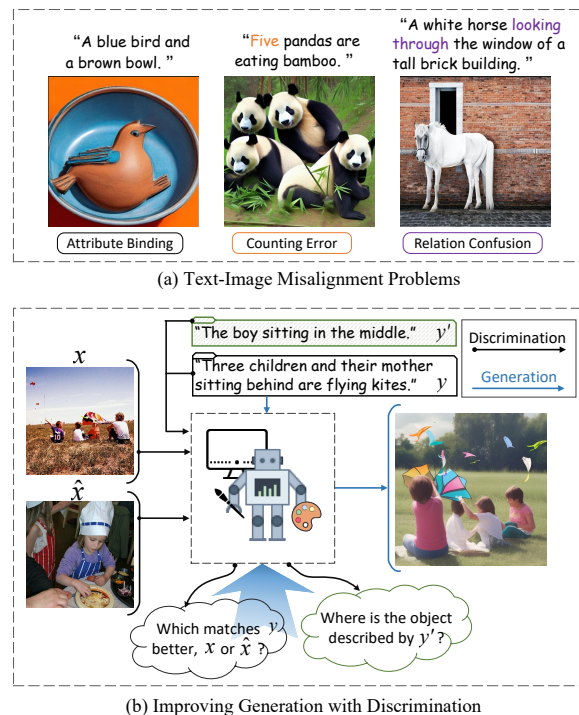 “A blue bird and
a brown bowl. ”
“Five pandas are
eating bamboo. ”
“A white horse looking
through the window of a
tall brick building. ”
Attribute Binding
Counting Error
Relation Confusion
(a) Text-Image Misalignment Problems
“The boy sitting in the middle.” y′
“Three children and their mother
sitting behind are flying kites.” y
Discrimination
Generation
x
x̂
Which matches y
better, x or x̂ ?
Where is the object
described by y′ ?
(b) Improving Generation with Discrimination